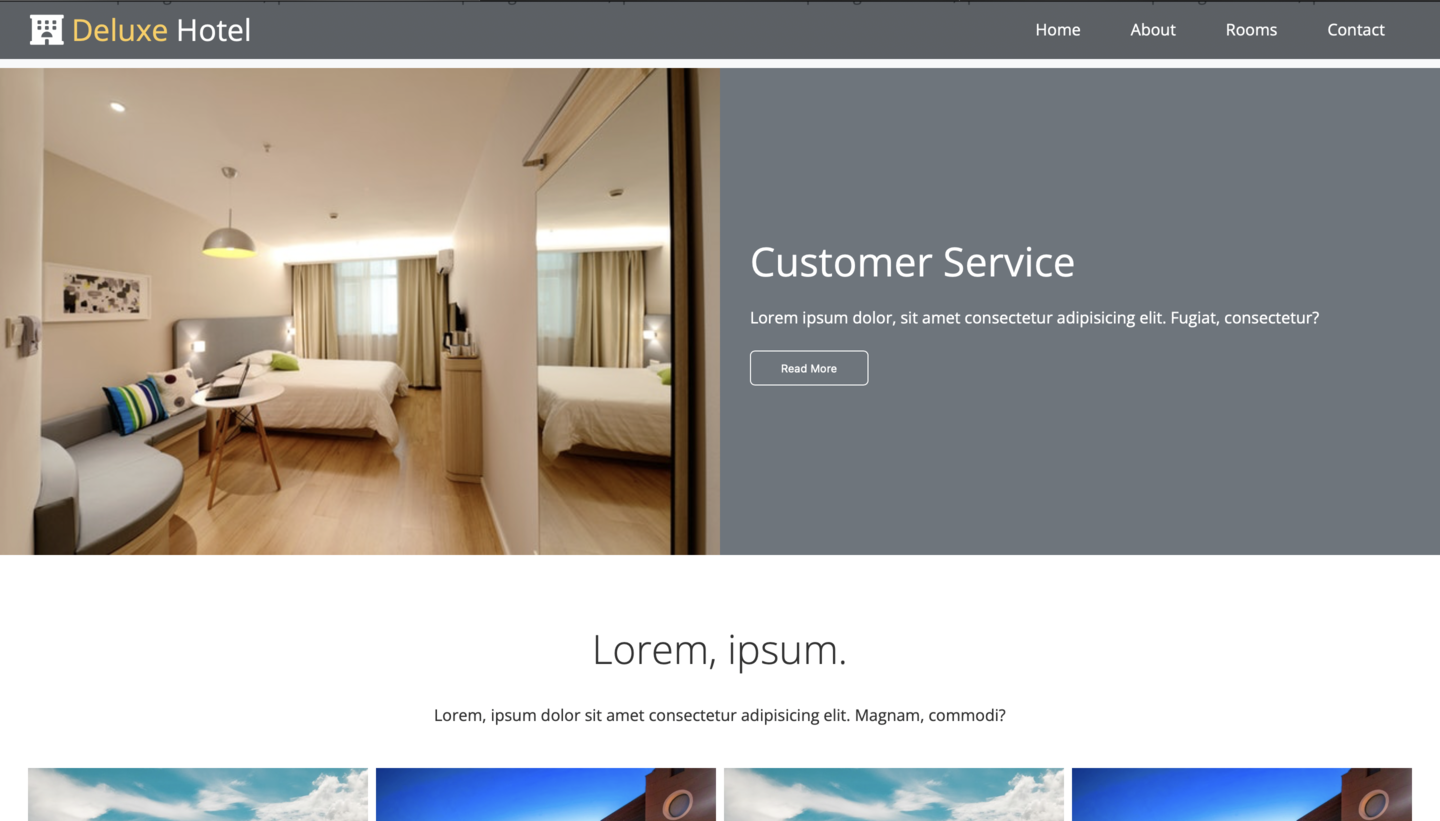 Deluxe Hotel
Home About Rooms Contact
Customer Service
Lorem ipsum dolor, sit amet consectetur adipisicing elit. Fugiat, consectetur?
Read More
Lorem, ipsum.
Lorem, ipsum dolor sit amet consectetur adipisicing elit. Magnam, commodi?